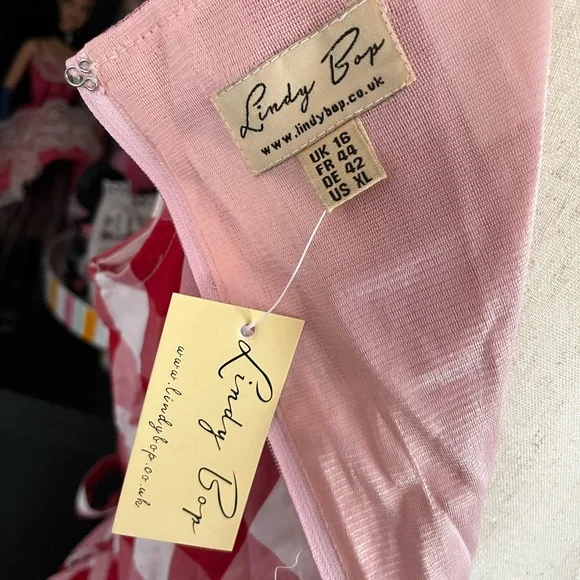 Lindy Bop
www.lindybop.co.uk
UK 16
FR 44
DE 42
US XL
Lindy Bop
www.lindybop.co.uk